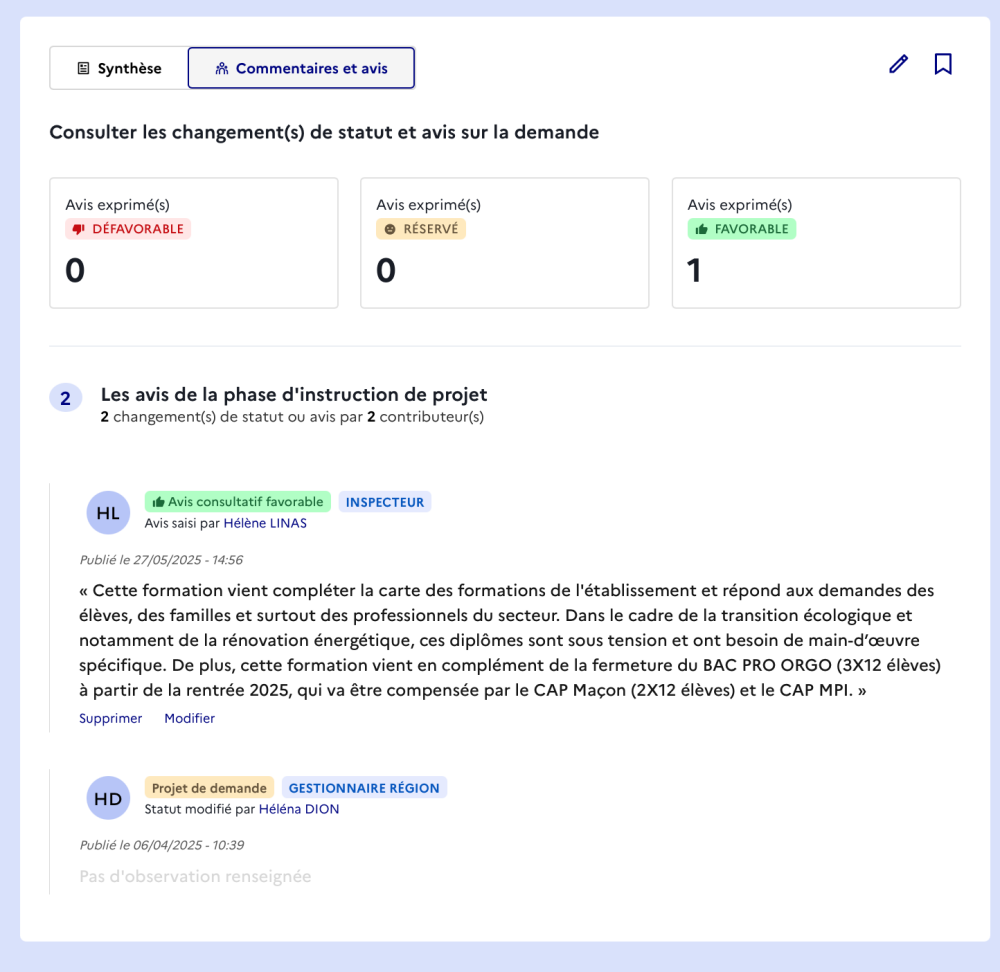 Synthèse
Commentaires et avis
Consulter les changement(s) de statut et avis sur la demande
Avis exprimé(s)
DÉFAVORABLE
0
Avis exprimé(s)
RÉSERVÉ
0
Avis exprimé(s)
FAVORABLE
1
2
Les avis de la phase d'instruction de projet
2 changement(s) de statut ou avis par 2 contributeur(s)
HL
Avis consultatif favorable
INSPECTEUR
Avis saisi par Hélène LINAS
Publié le 27/05/2025 - 14:56
« Cette formation vient compléter la carte des formations de l'établissement et répond aux demandes des
élèves, des familles et surtout des professionnels du secteur. Dans le cadre de la transition écologique et
notamment de la rénovation énergétique, ces diplômes sont sous tension et ont besoin de main-d’œuvre
spécifique. De plus, cette formation vient en complément de la fermeture du BAC PRO ORGO (3X12 élèves)
à partir de la rentrée 2025, qui va être compensée par le CAP Maçon (2X12 élèves) et le CAP MPI. »
Supprimer Modifier
HD
Projet de demande
GESTIONNAIRE RÉGION
Statut modifié par Héléna DION
Publié le 06/04/2025 - 10:39
Pas d'observation renseignée